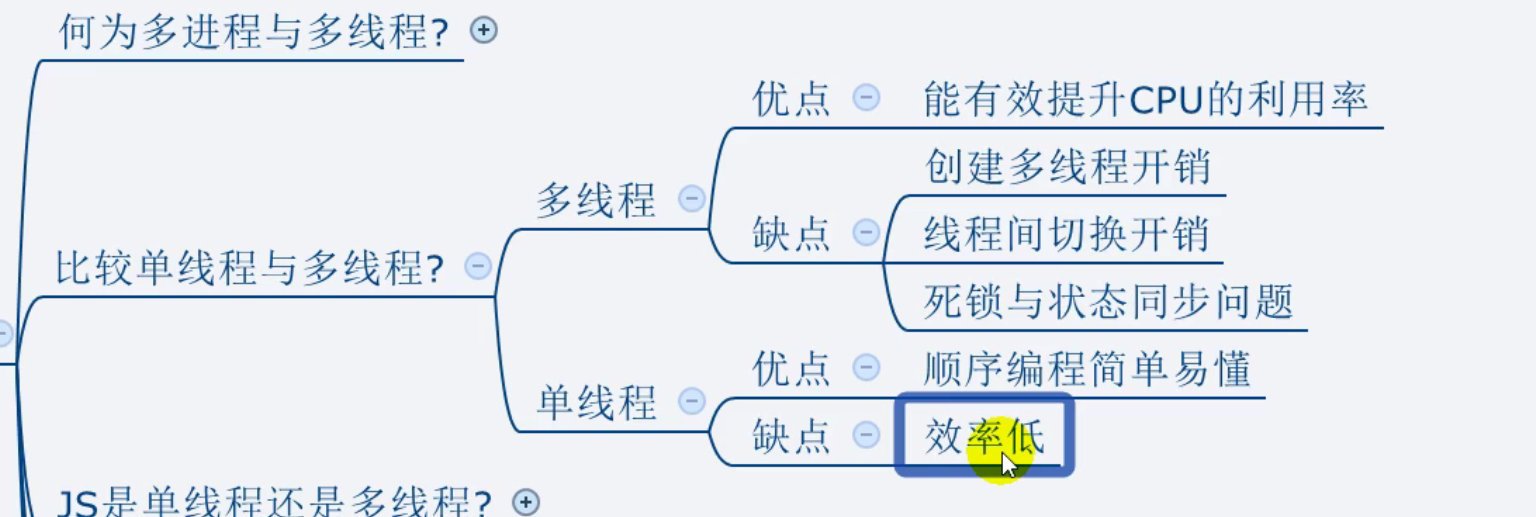 何为多进程与多线程?
比较单线程与多线程?
多线程
优点
能有效提升CPU的利用率
缺点
创建多线程开销
线程间切换开销
死锁与状态同步问题
单线程
优点
顺序编程简单易懂
缺点
效率低
JS是单线程还是多线程?